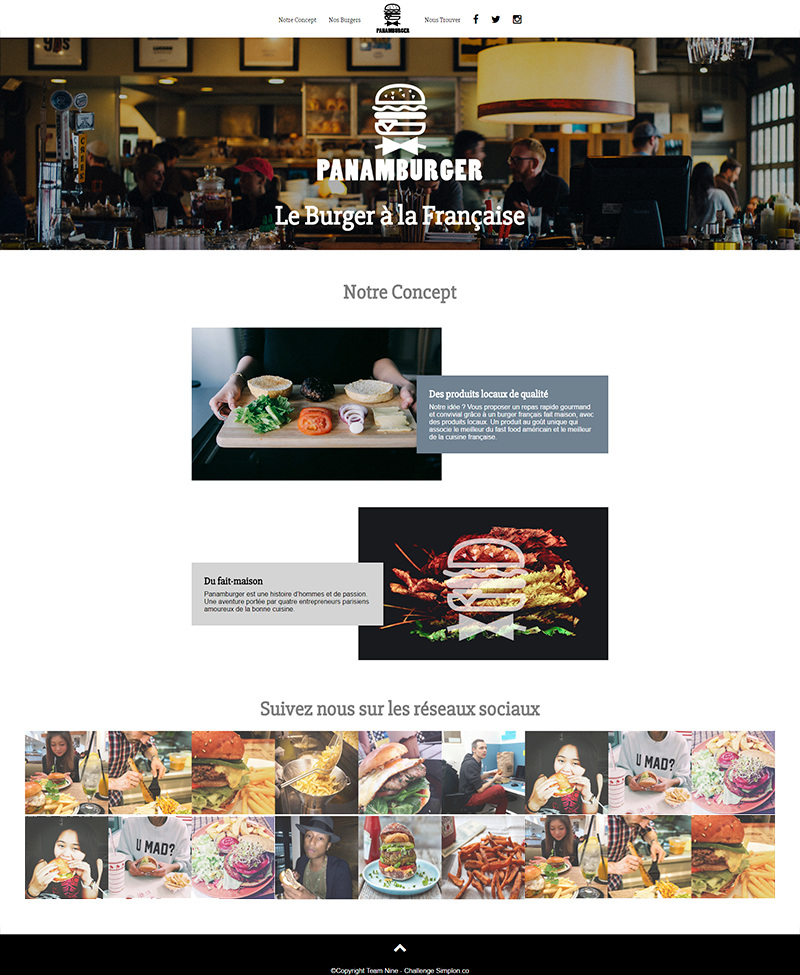 Notre Concept
Nos Burgers
PANAMBURGER
Nous Trouver
PANAMBURGER
Le Burger à la Française
Notre Concept
Des produits locaux de qualité
Notre idée ? Vous proposer un repas rapide gourmand
et convivial grâce à un burger français fait maison, avec
des produits locaux. Un produit au goût unique qui
associe le meilleur du fast food américain et le meilleur
de la cuisine française.
Du fait-maison
Panamburger est une histoire d'hommes et de passion.
Une aventure portée par quatre entrepreneurs parisiens
amoureux de la bonne cuisine.
Suivez nous sur les réseaux sociaux
U MAD?
U MAD?
©Copyright Team Nine - Challenge Simplon.co